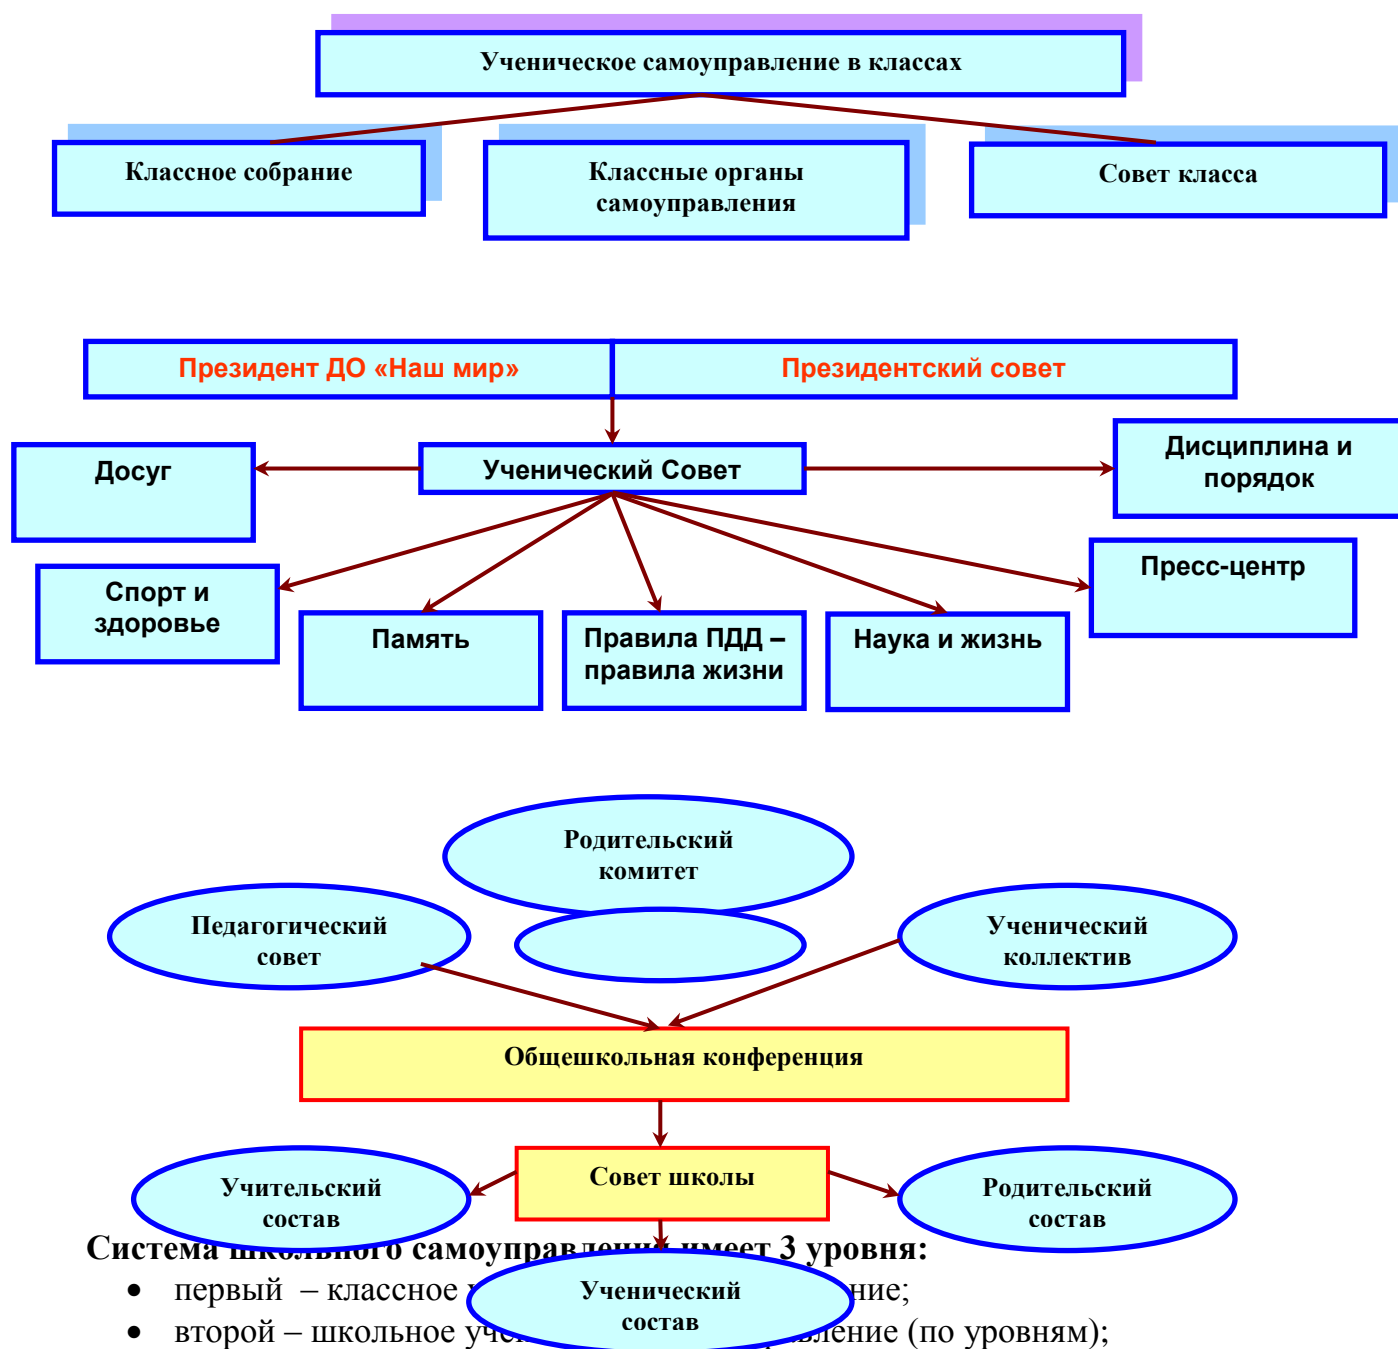 Ученическое самоуправление в классах
Классное собрание
Классные органы
самоуправления
Совет класса
Президент ДО «Наш мир»
Президентский совет
Досуг
Ученический Совет
Дисциплина и
порядок
Спорт и
здоровье
Память
Правила ПДД –
правила жизни
Наука и жизнь
Пресс-центр
Родительский
комитет
Педагогический
совет
Ученический
коллектив
Общешкольная конференция
Совет школы
Учительский
состав
Родительский
состав
Ученический
состав
Система школьного самоуправления имеет 3 уровня:
• первый – классное
• второй – школьное (по уровням);